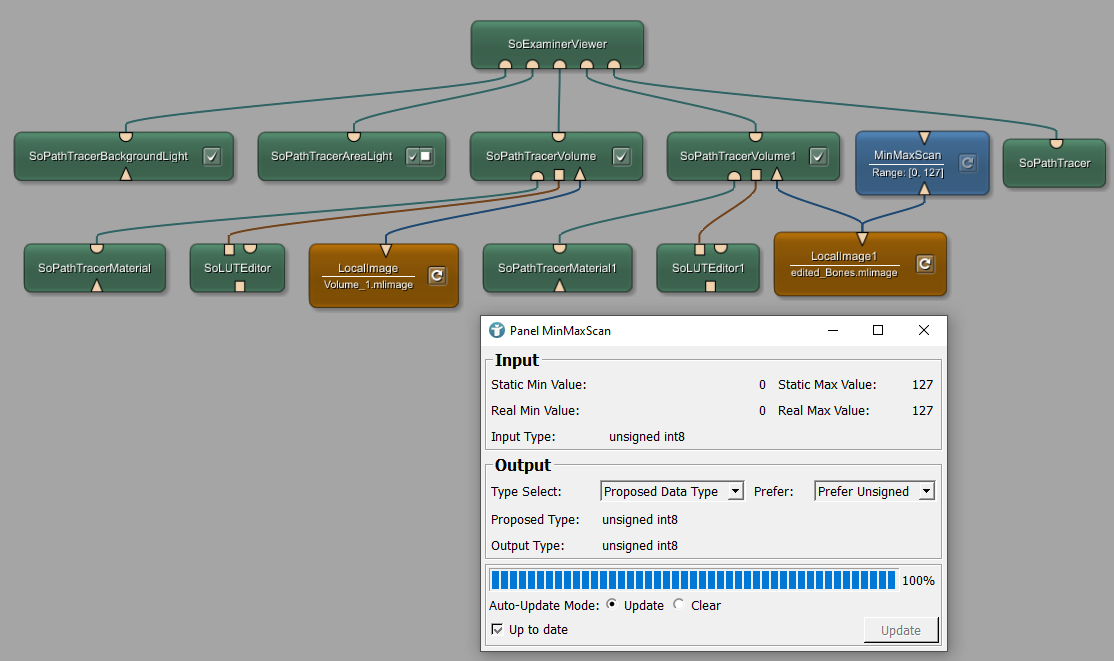 SoExaminerViewer
SoPathTracerBackgroundLight
SoPathTracerAreaLight
SoPathTracerVolume
SoPathTracerVolume1
MinMaxScan
Range: [0, 127]
SoPathTracer
SoPathTracerMaterial
SoLUTEditor
LocalImage
Volume_1.mlimage
SoPathTracerMaterial1
SoLUTEditor1
LocalImage1
edited_Bones.mlimage
Panel MinMaxScan
Input
Static Min Value: 0 Static Max Value: 127
Real Min Value: 0 Real Max Value: 127
Input Type: unsigned int8
Output
Type Select: Proposed Data Type Prefer: Prefer Unsigned
Proposed Type: unsigned int8
Output Type: unsigned int8
100%
Auto-Update Mode: Update Clear
Up to date Update